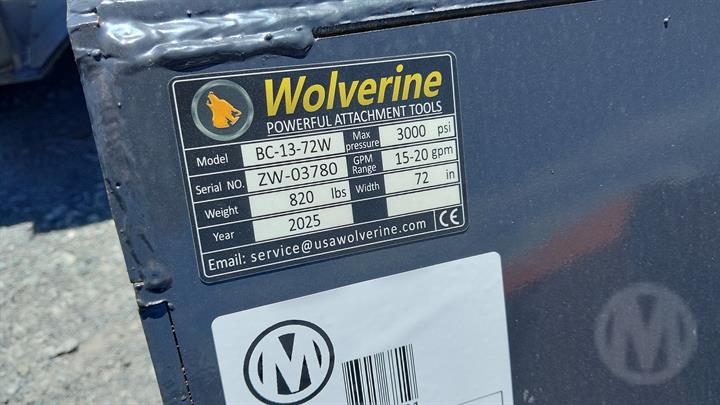 Wolverine
POWERFUL ATTACHMENT TOOLS
Model BC-13-72W Max pressure 3000 psi
Serial NO. ZW-03780 GPM Range 15-20 gpm
Weight 820 lbs Width 72 in
Year 2025
CE
Email: service@usawolverine.com
M
M